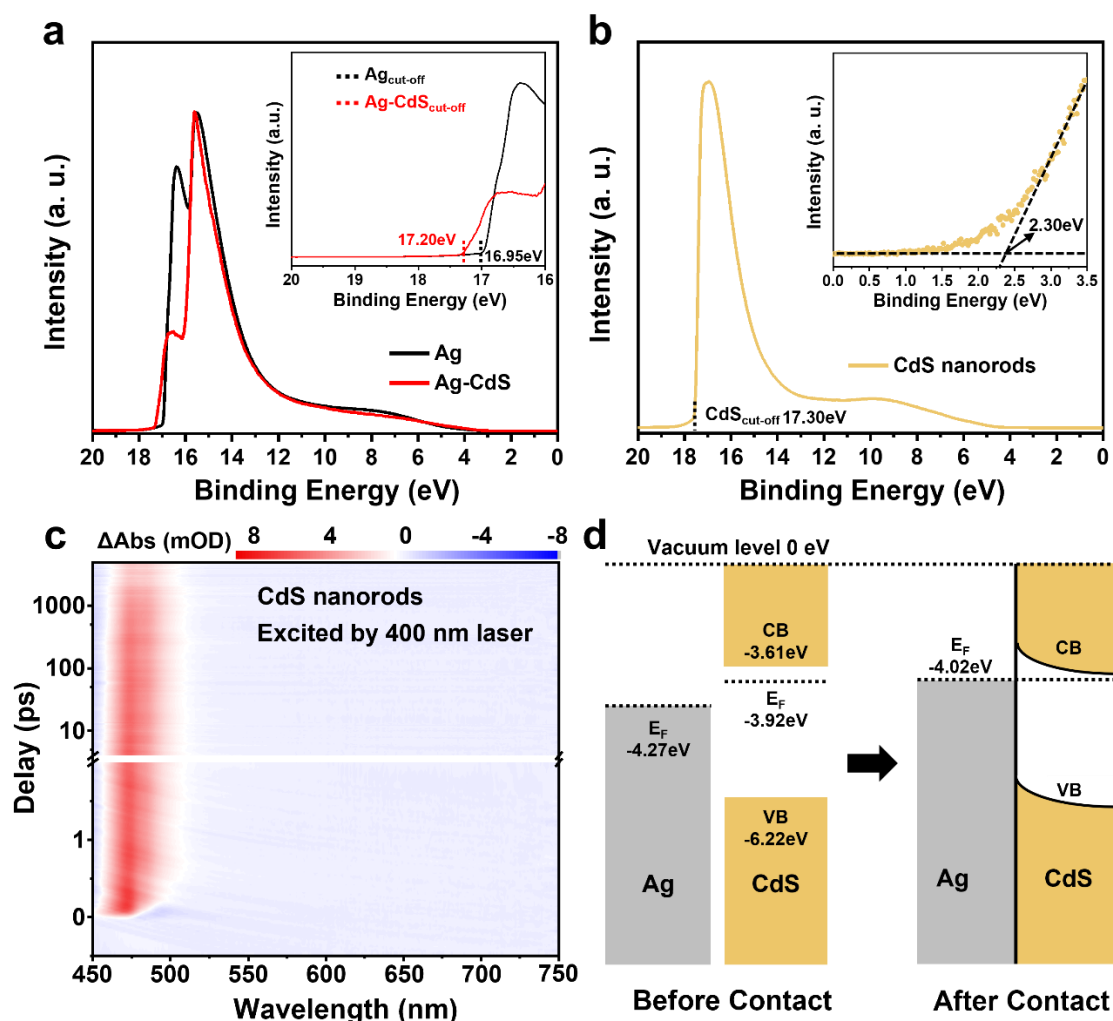 a
Intensity (a. u.)
Binding Energy (eV)
20 18 16 14 12 10 8 6 4 2 0
Ag
Ag-CdS
Intensity (a.u.)
Binding Energy (eV)
20 19 18 17 16
Agcut-off
Ag-CdScut-off
17.20eV
16.95eV
b
Intensity (a. u.)
Binding Energy (eV)
20 18 16 14 12 10 8 6 4 2 0
CdS nanorods
CdScut-off 17.30eV
Intensity (a. u.)
Binding Energy (eV)
0.0 0.5 1.0 1.5 2.0 2.5 3.0 3.5
2.30eV
c
ΔAbs (mOD)
8 4 0 -4 -8
CdS nanorods
Excited by 400 nm laser
Delay (ps)
1000
100
10
1
0
450 500 550 600 650 700 750
Wavelength (nm)
d
Vacuum level 0 eV
CB
-3.61eV
EF
-3.92eV
EF
-4.27eV
VB
-6.22eV
Ag
CdS
Before Contact
EF
-4.02eV
CB
VB
Ag
CdS
After Contact